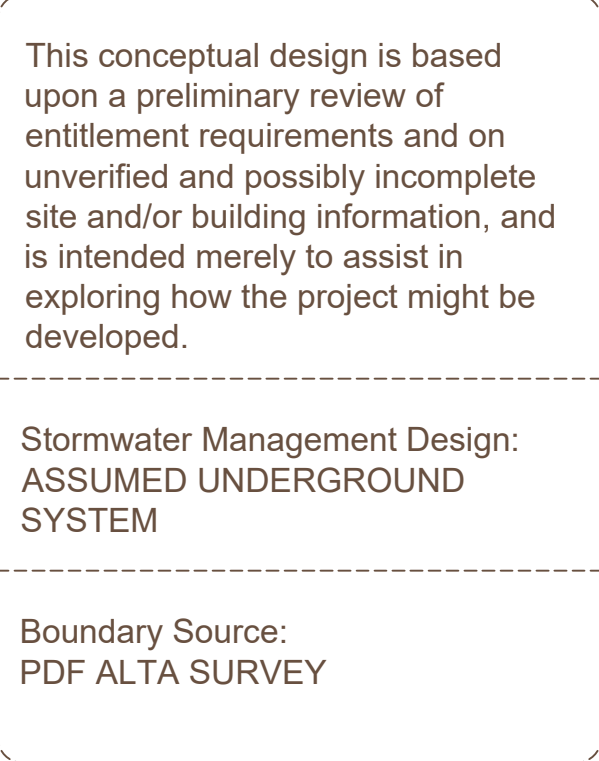 This conceptual design is based
upon a preliminary review of
entitlement requirements and on
unverified and possibly incomplete
site and/or building information, and
is intended merely to assist in
exploring how the project might be
developed.
Stormwater Management Design:
ASSUMED UNDERGROUND
SYSTEM
Boundary Source:
PDF ALTA SURVEY